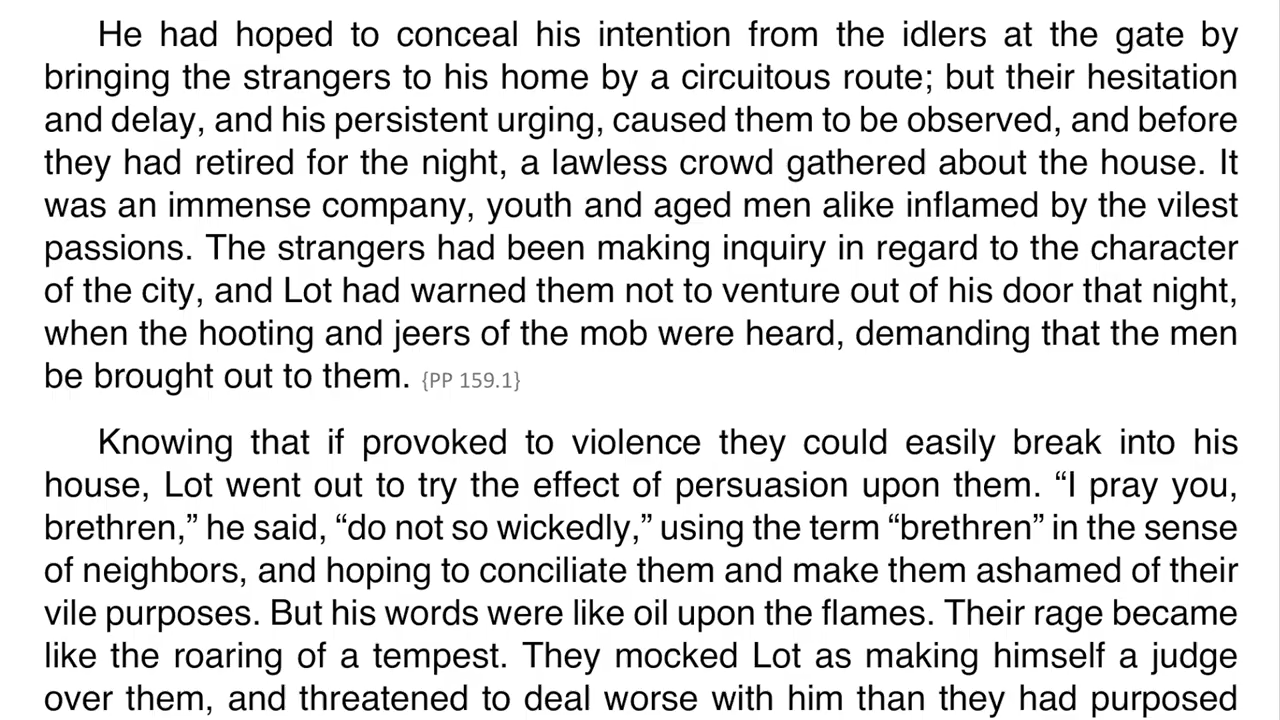 He had hoped to conceal his intention from the idlers at the gate by
bringing the strangers to his home by a circuitous route; but their hesitation
and delay, and his persistent urging, caused them to be observed, and before
they had retired for the night, a lawless crowd gathered about the house. It
was an immense company, youth and aged men alike inflamed by the vilest
passions. The strangers had been making inquiry in regard to the character
of the city, and Lot had warned them not to venture out of his door that night,
when the hooting and jeers of the mob were heard, demanding that the men
be brought out to them. {PP 159.1}
Knowing that if provoked to violence they could easily break into his
house, Lot went out to try the effect of persuasion upon them. “I pray you,
brethren,” he said, “do not so wickedly,” using the term “brethren” in the sense
of neighbors, and hoping to conciliate them and make them ashamed of their
vile purposes. But his words were like oil upon the flames. Their rage became
like the roaring of a tempest. They mocked Lot as making himself a judge
over them, and threatened to deal worse with him than they had purposed